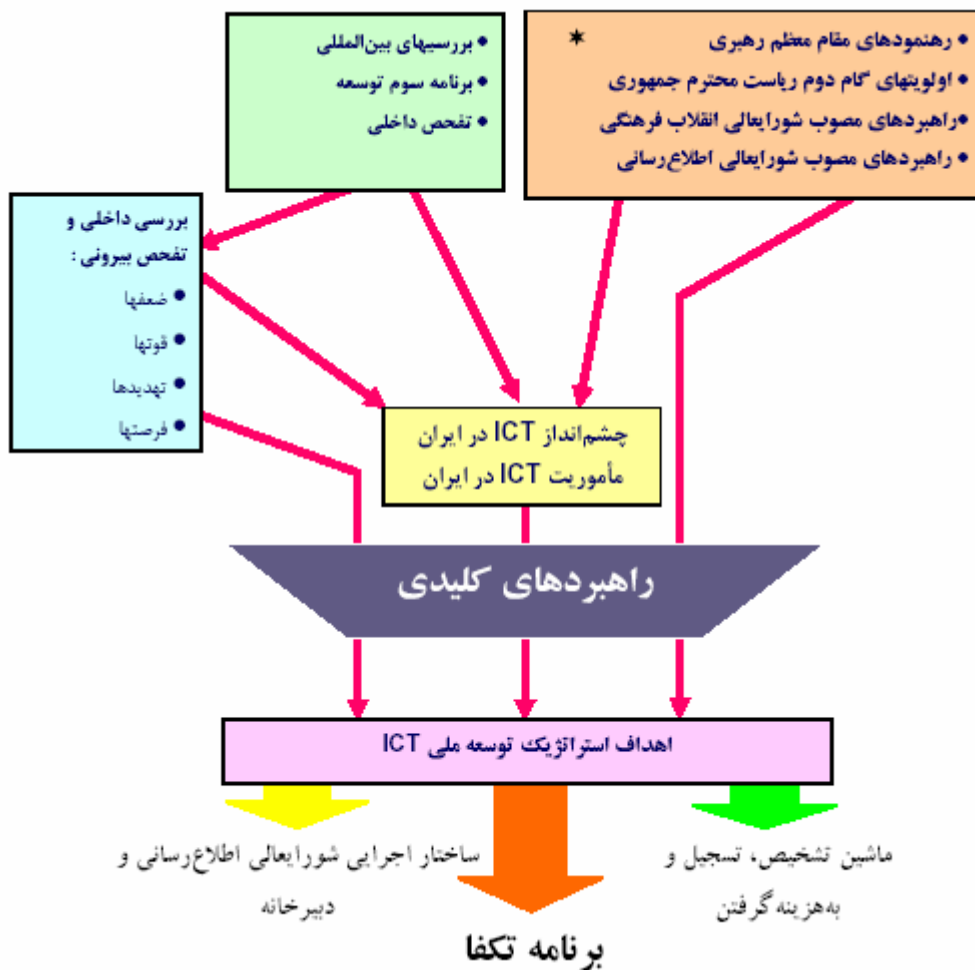 • رهنمودهای مقام معظم رهبری *
• اولویتهای گام دوم ریاست محترم جمهوری
• راهبردهای مصوب شورایعالی انقلاب فرهنگی
• راهبردهای مصوب شورایعالی اطلاع‌رسانی
• بررسیهای بین‌المللی
• برنامه سوم توسعه
• تفحص داخلی
بررسی داخلی و
تفحص بیرونی :
• ضعفها
• قوتها
• تهدیدها
• فرصتها
چشم‌انداز ICT در ایران
مأموریت ICT در ایران
راهبردهای کلیدی
اهداف استراتژیک توسعه ملی ICT
ماشین تشخیص، تسجیل و
به‌هزینه‌گرفتن
ساختار اجرایی شورایعالی اطلاع‌رسانی و
دبیرخانه
برنامه تکفا